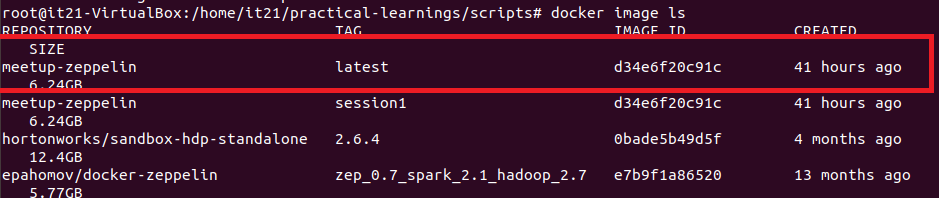 root@it21-VirtualBox:/home/it21/practical-learnings/scripts# docker image ls
REPOSITORY TAG IMAGE ID CREATED
SIZE
meetup-zeppelin latest d34e6f20c91c 41 hours ago
6.24GB
meetup-zeppelin session1 d34e6f20c91c 41 hours ago
6.24GB
hortonworks/sandbox-hdp-standalone 2.6.4 0bade5b49d5f 4 months ago
12.4GB
epahomov/docker-zeppelin zep_0.7_spark_2.1_hadoop_2.7 e7b9f1a86520 13 months ago
5.77GB